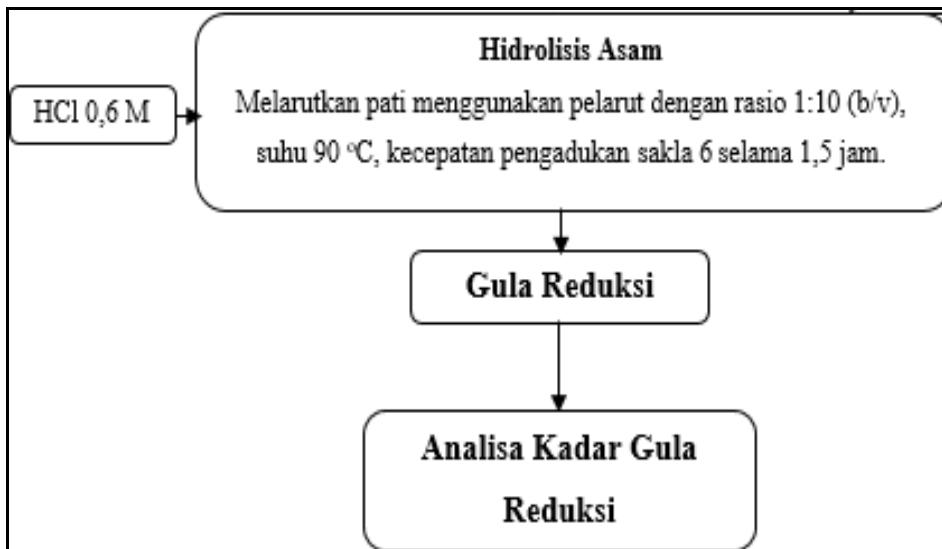 Hidrolisis Asam
HCl 0,6 M
Melarutkan pati menggunakan pelarut dengan rasio 1:10 (b/v),
suhu 90 °C, kecepatan pengadukan sakla 6 selama 1,5 jam.
Gula Reduksi
Analisa Kadar Gula
Reduksi